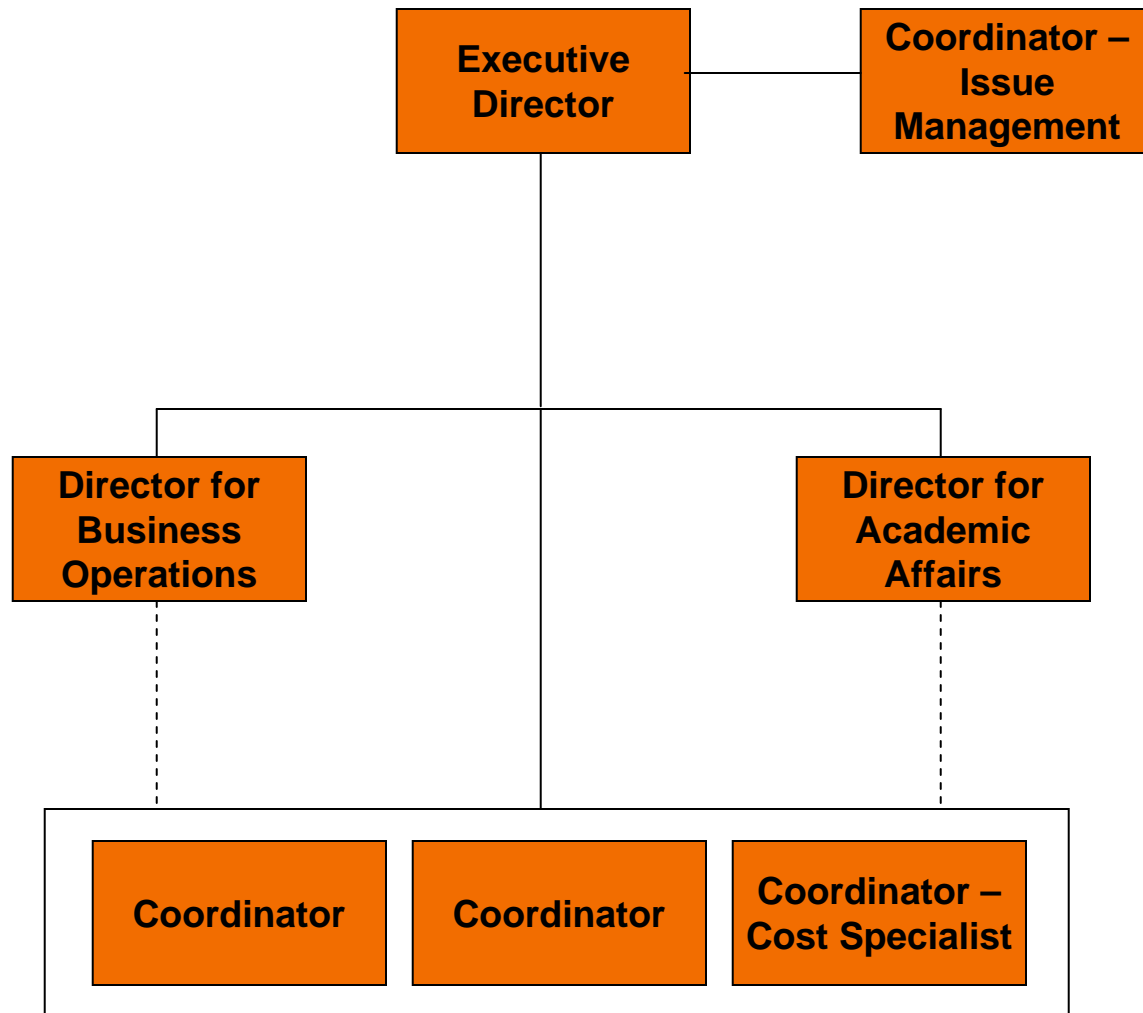 Executive
Director
Coordinator –
Issue
Management
Director for
Business
Operations
Director for
Academic
Affairs
Coordinator
Coordinator
Coordinator –
Cost Specialist